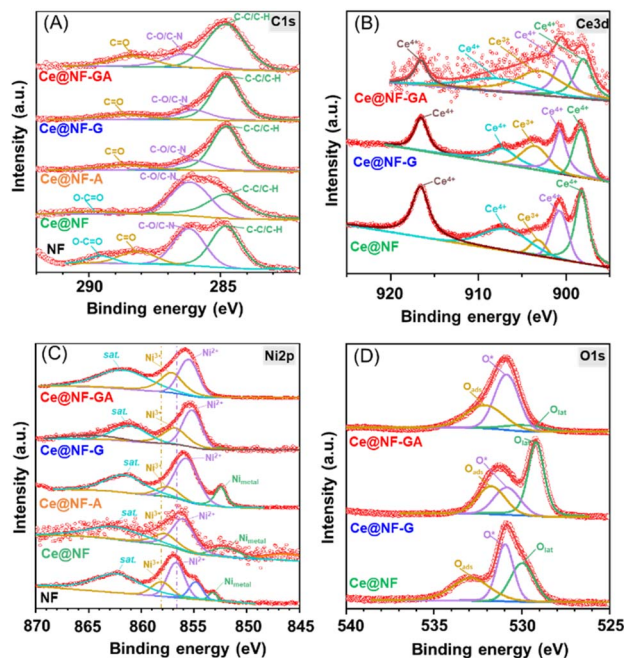 (A)
C1s
C=O
C-O/C-N
C-C/C-H
Ce@NF-GA
C=O
C-O/C-N
C-C/C-H
Ce@NF-G
C=O
C-O/C-N
C-C/C-H
Ce@NF-A
C-O/C-N
O-C=O
C-C/C-H
Ce@NF
O-C=O
C=O
C-O/C-N
C-C/C-H
NF
290
285
Binding energy (eV)
Intensity (a.u.)
(B)
Ce3d
Ce4+
Ce4+
Ce3+
Ce4+
Ce4+
Ce@NF-GA
Ce4+
Ce4+
Ce3+
Ce4+
Ce4+
Ce@NF-G
Ce4+
Ce4+
Ce3+
Ce4+
Ce4+
Ce@NF
920
910
900
Binding energy (eV)
Intensity (a.u.)
(C)
Ni2p
sat.
Ni3+
Ni2+
Ce@NF-GA
sat.
Ni3+
Ni2+
Ce@NF-G
sat.
Ni3+
Ni2+
Nimetal
Ce@NF-A
sat.
Ni3+
Ni2+
Nimetal
Ce@NF
sat.
Ni3+
Ni2+
Nimetal
NF
870
865
860
855
850
845
Binding energy (eV)
Intensity (a.u.)
(D)
O1s
O*
Oads
Olat
Ce@NF-GA
Olat
O*
Oads
Ce@NF-G
O*
Olat
Oads
Ce@NF
540
535
530
525
Binding energy (eV)
Intensity (a.u.)